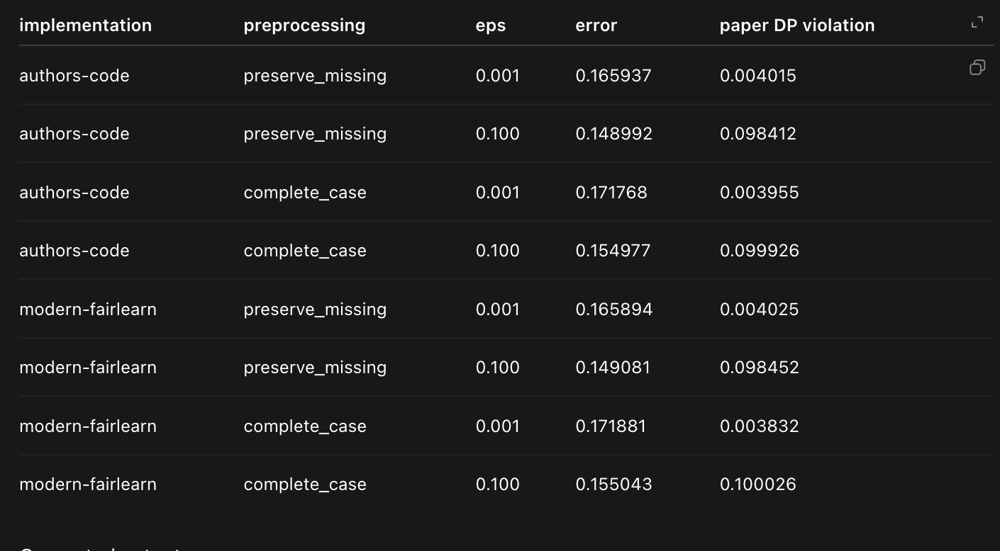 implementation preprocessing eps error paper DP violation
authors-code preserve_missing 0.001 0.165937 0.004015
authors-code preserve_missing 0.100 0.148992 0.098412
authors-code complete_case 0.001 0.171768 0.003955
authors-code complete_case 0.100 0.154977 0.099926
modern-fairlearn preserve_missing 0.001 0.165894 0.004025
modern-fairlearn preserve_missing 0.100 0.149081 0.098452
modern-fairlearn complete_case 0.001 0.171881 0.003832
modern-fairlearn complete_case 0.100 0.155043 0.100026